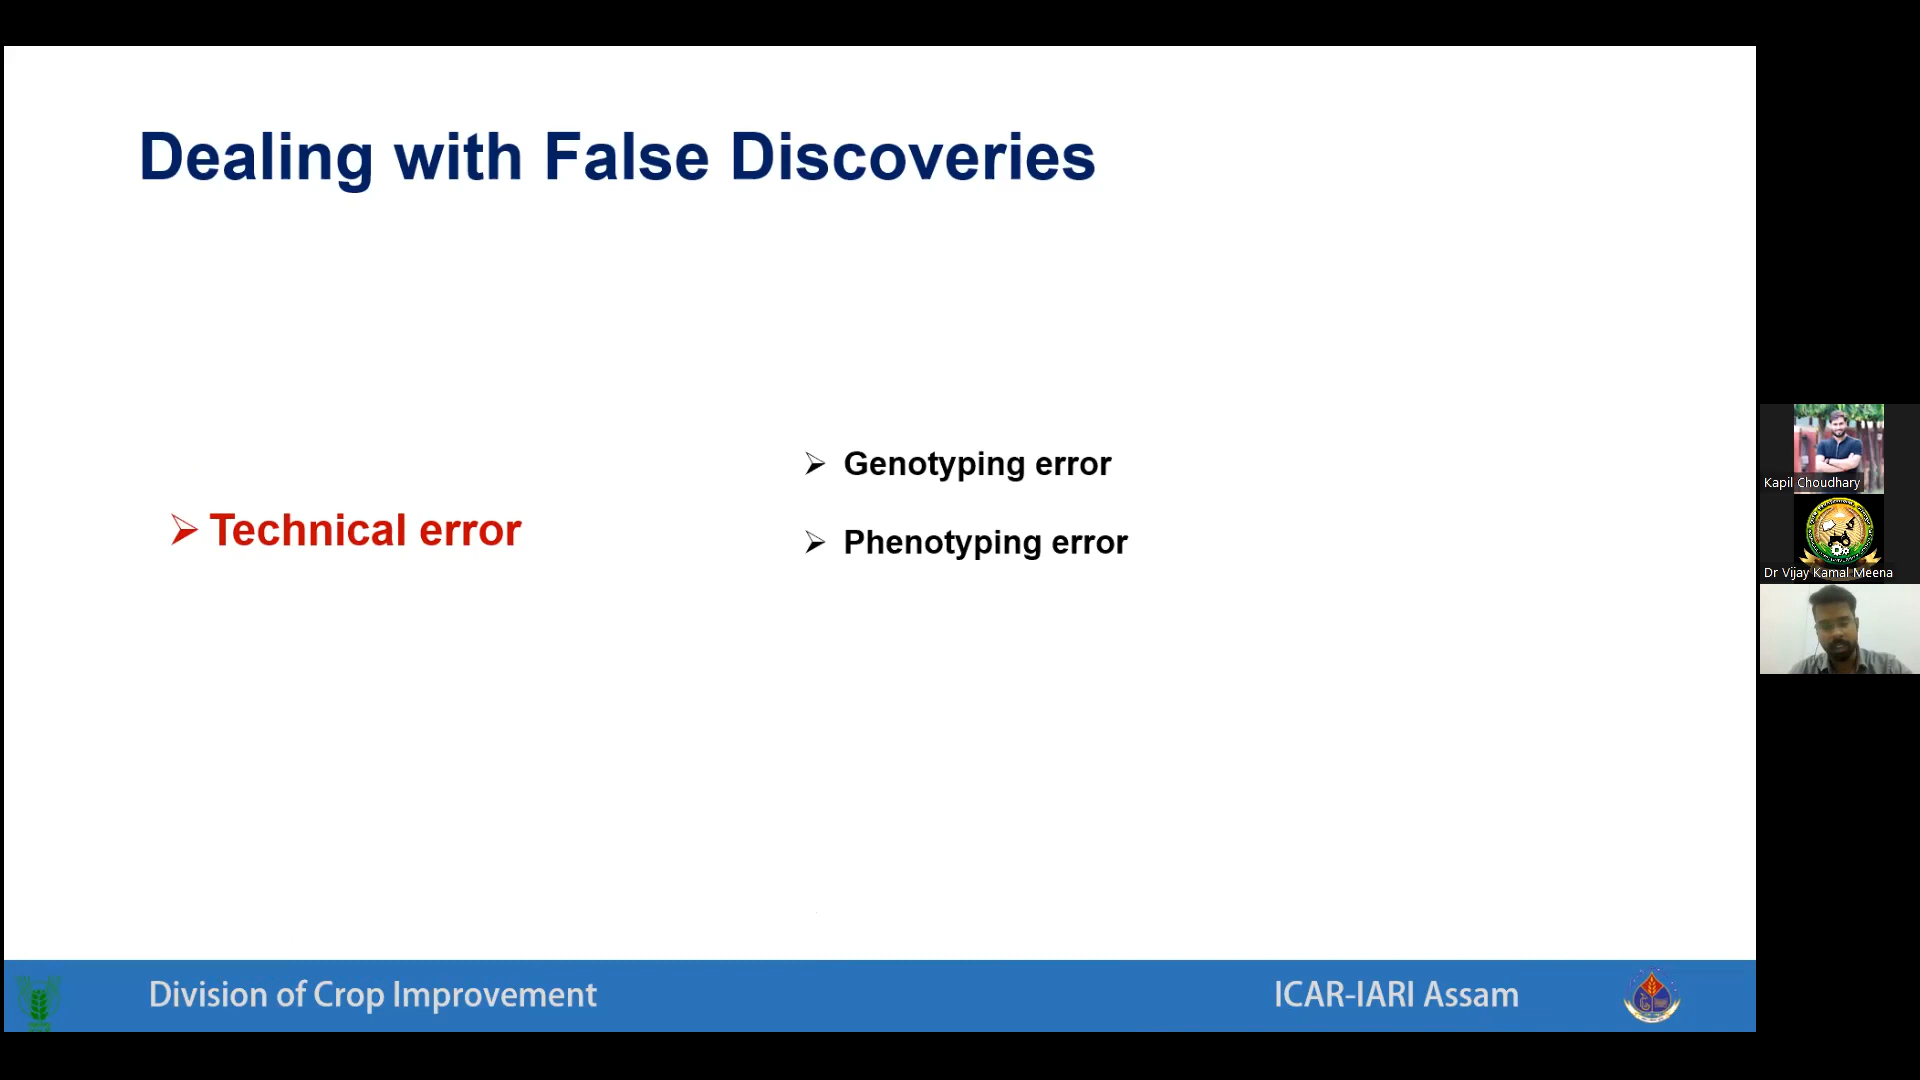 Dealing with False Discoveries
Technical error
Genotyping error
Phenotyping error
Kapil Choudhary
Dr Vijay Kamal Meena
Division of Crop Improvement
ICAR-IARI Assam